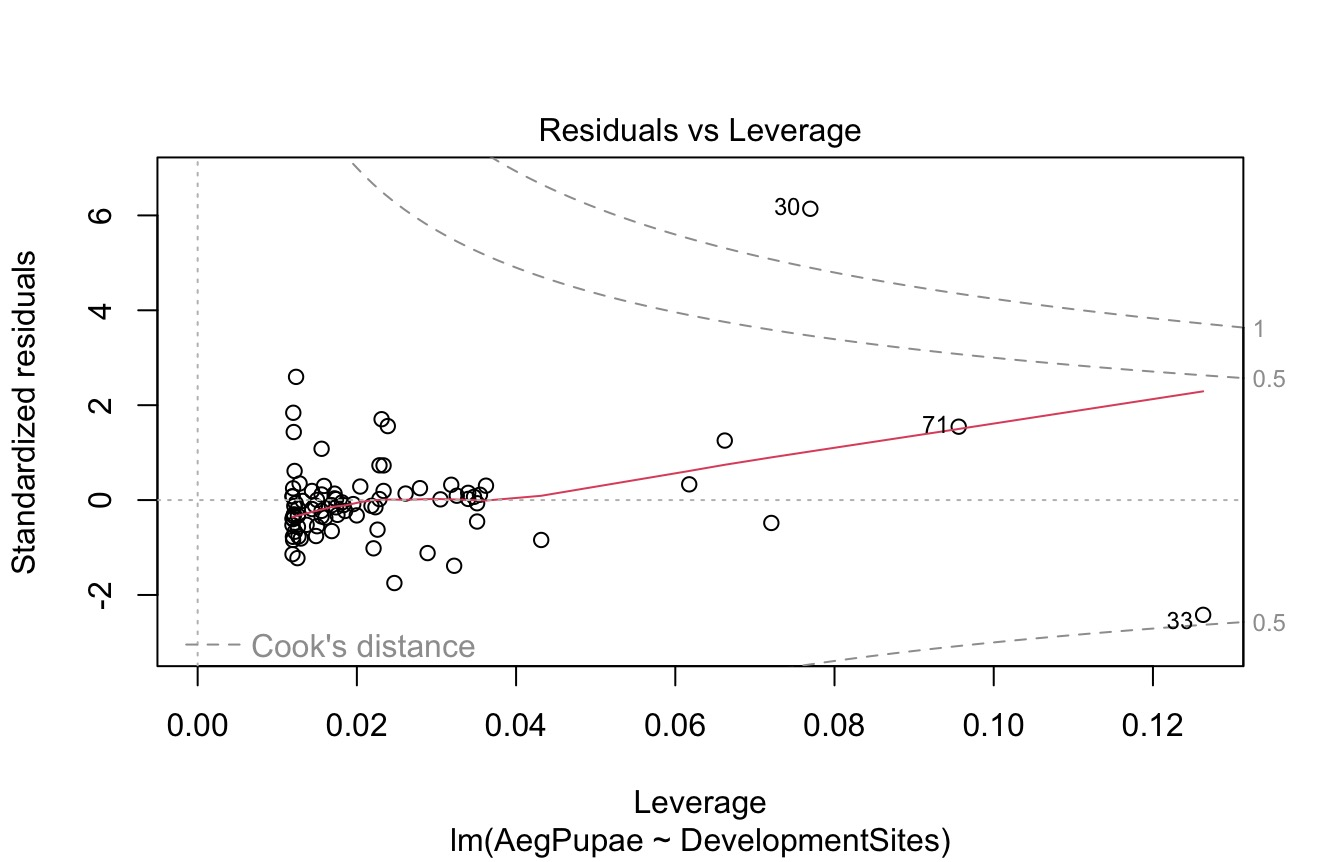 Residuals vs Leverage
Standardized residuals
6
4
2
0
-2
30
71
33
1
0.5
0.5
Cook's distance
0.00 0.02 0.04 0.06 0.08 0.10 0.12
Leverage
lm(AegPupae ~ DevelopmentSites)